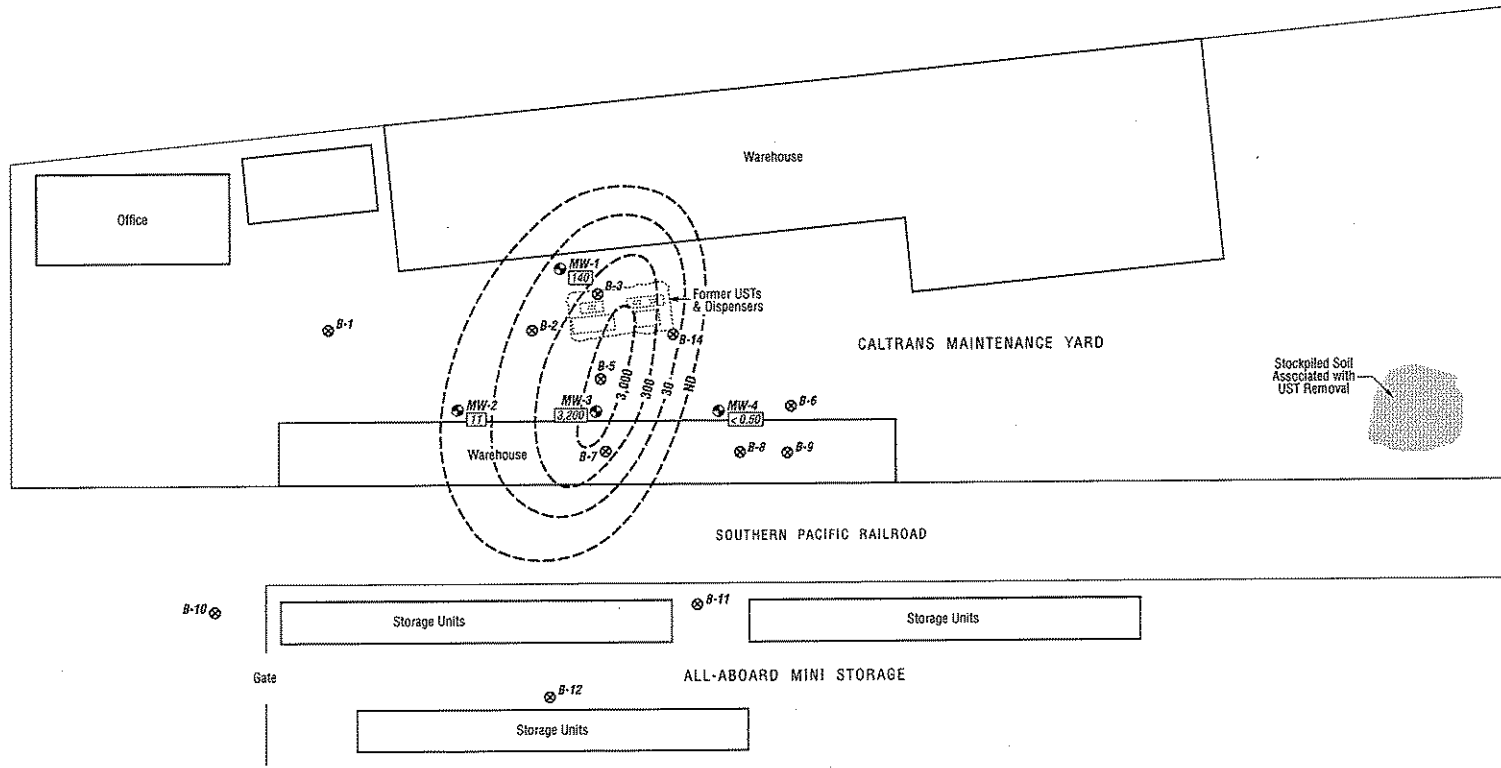 Warehouse
Office
MW-1
140
B-3
Former USTs
& Dispensers
B-1
B-2
B-14
CALTRANS MAINTENANCE YARD
Stockpiled Soil
Associated with
UST Removal
B-5
3,000
300
30
ND
MW-2
11
MW-3
3,200
MW-4
< 0.50
B-6
Warehouse
B-7
B-8
B-9
SOUTHERN PACIFIC RAILROAD
B-10
B-11
Storage Units
Storage Units
Gate
ALL-ABOARD MINI STORAGE
B-12
Storage Units